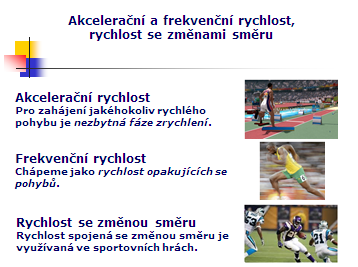 Akcelerační a frekvenční rychlost,
rychlost se změnami směru
Akcelerační rychlost
Pro zahájení jakéhokoliv rychlého
pohybu je nezbytná fáze zrychlení.
Frekvenční rychlost
Chápeme jako rychlost opakujících se
pohybů.
Rychlost se změnou směru
Rychlost spojená se změnou směru je
využívaná ve sportovních hrách.